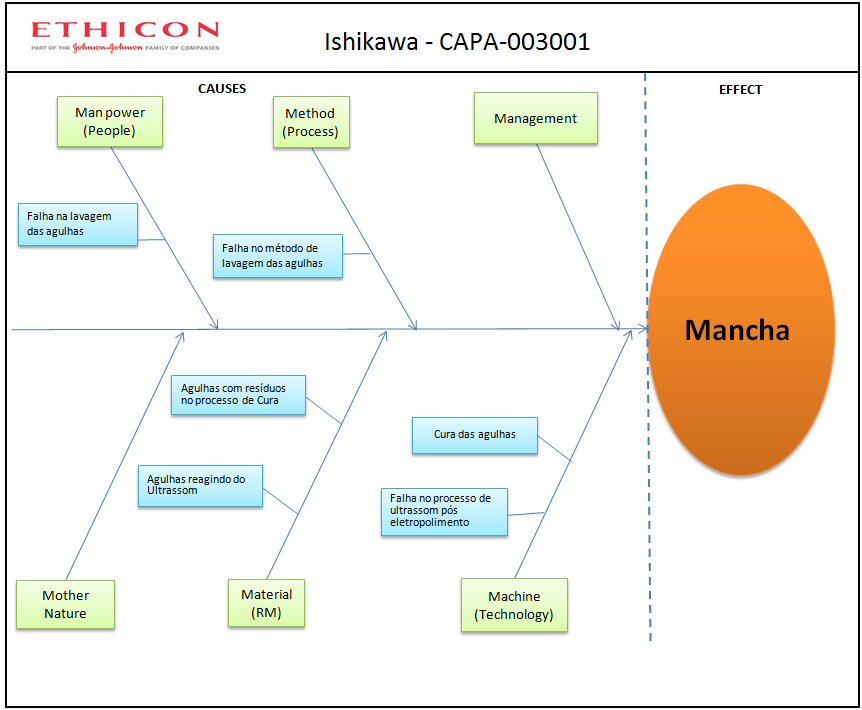 ETHICON
PART OF THE Johnson-Johnson FAMILY OF COMPANIES
Ishikawa - CAPA-003001
CAUSES
EFFECT
Man power
(People)
Method
(Process)
Management
Falha na lavagem
das agulhas
Falha no método de
lavagem das agulhas
Mancha
Agulhas com resíduos
no processo de Cura
Cura das agulhas
Agulhas reagindo do
Ultrassom
Falha no processo de
ultrassom pós
eletropolimento
Mother
Nature
Material
(RM)
Machine
(Technology)